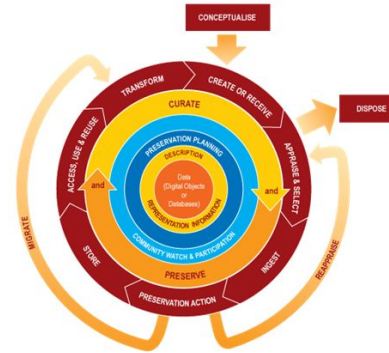 CONCEPTUALISE
CREATE OR RECEIVE
DISPOSE
APPRAISE & SELECT
INGEST
REAPPRAISE
PRESERVATION ACTION
STORE
MIGRATE
ACCESS, USE & REUSE
TRANSFORM
CURATE
and
PRESERVE
and
PRESERVATION PLANNING
COMMUNITY WATCH & PARTICIPATION
DESCRIPTION
REPRESENTATION INFORMATION
Data
(Digital Objects
or
Databases)